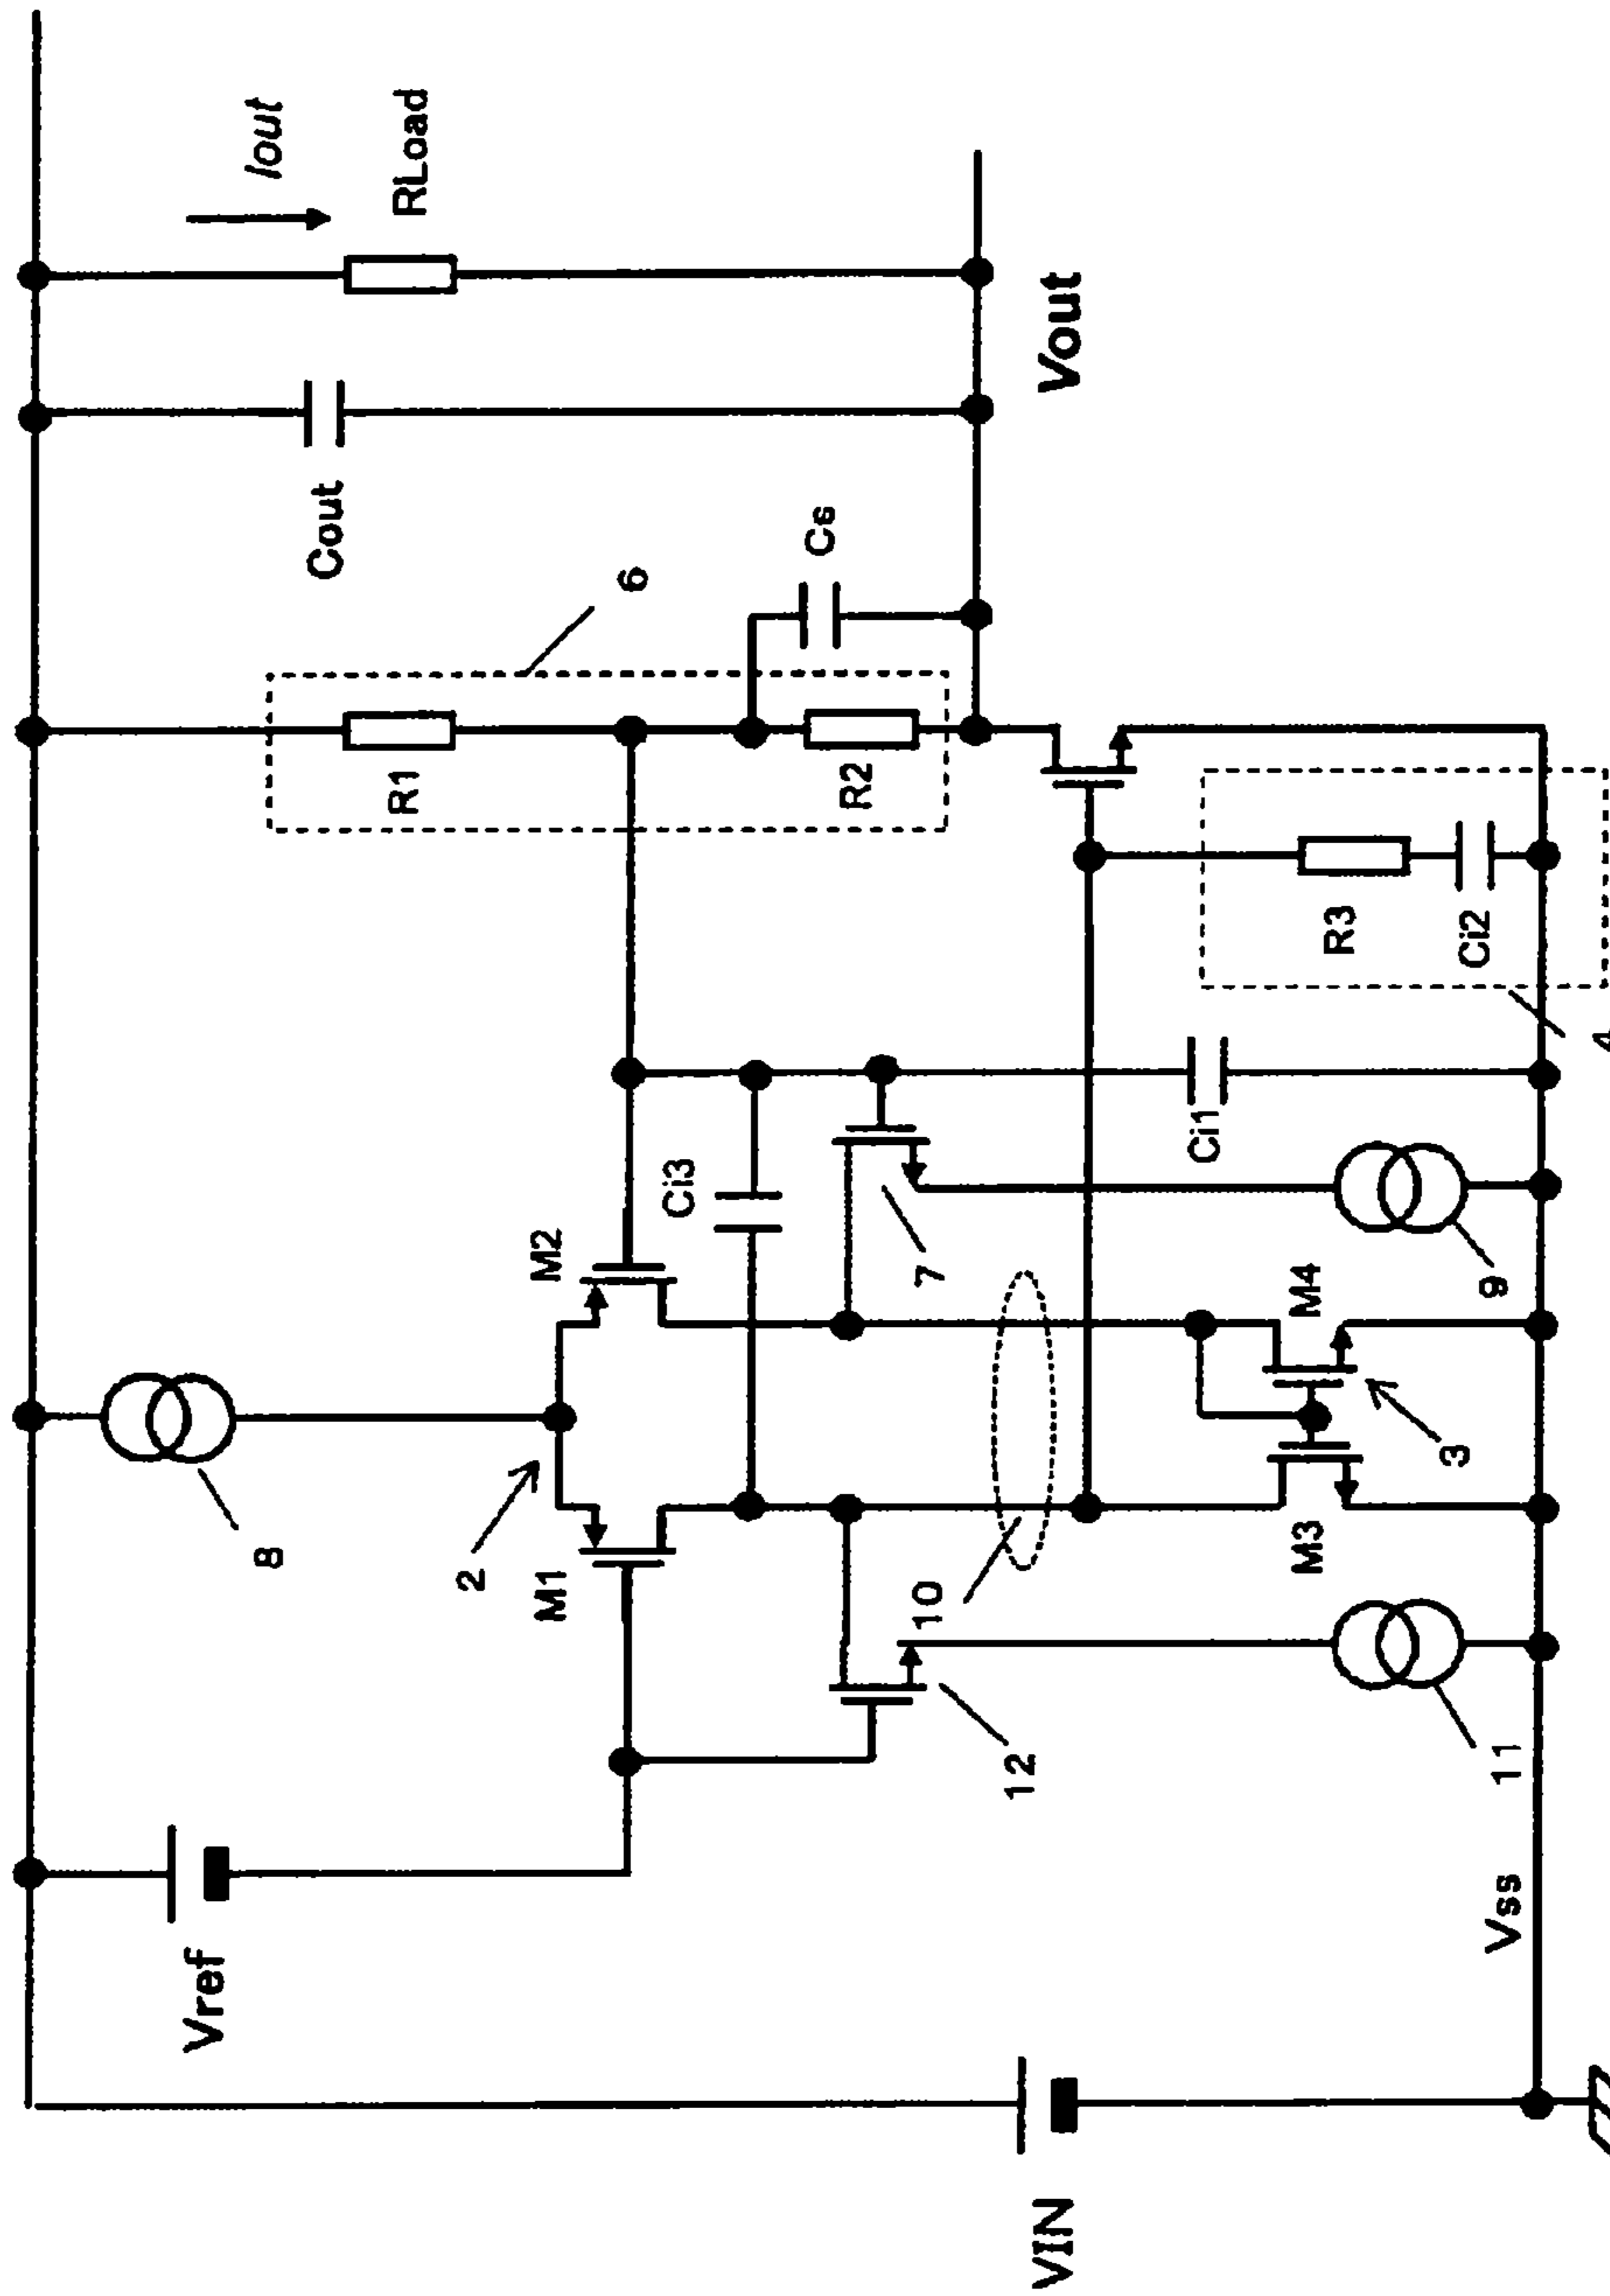 Iout
RLoad
Vout
Cout
Cs
6
R1
R2
R3
Ci2
4
Ci1
Ci3
M2
7
9
M4
3
8
2
M1
10
M3
12
11
Vref
Vss
VIN